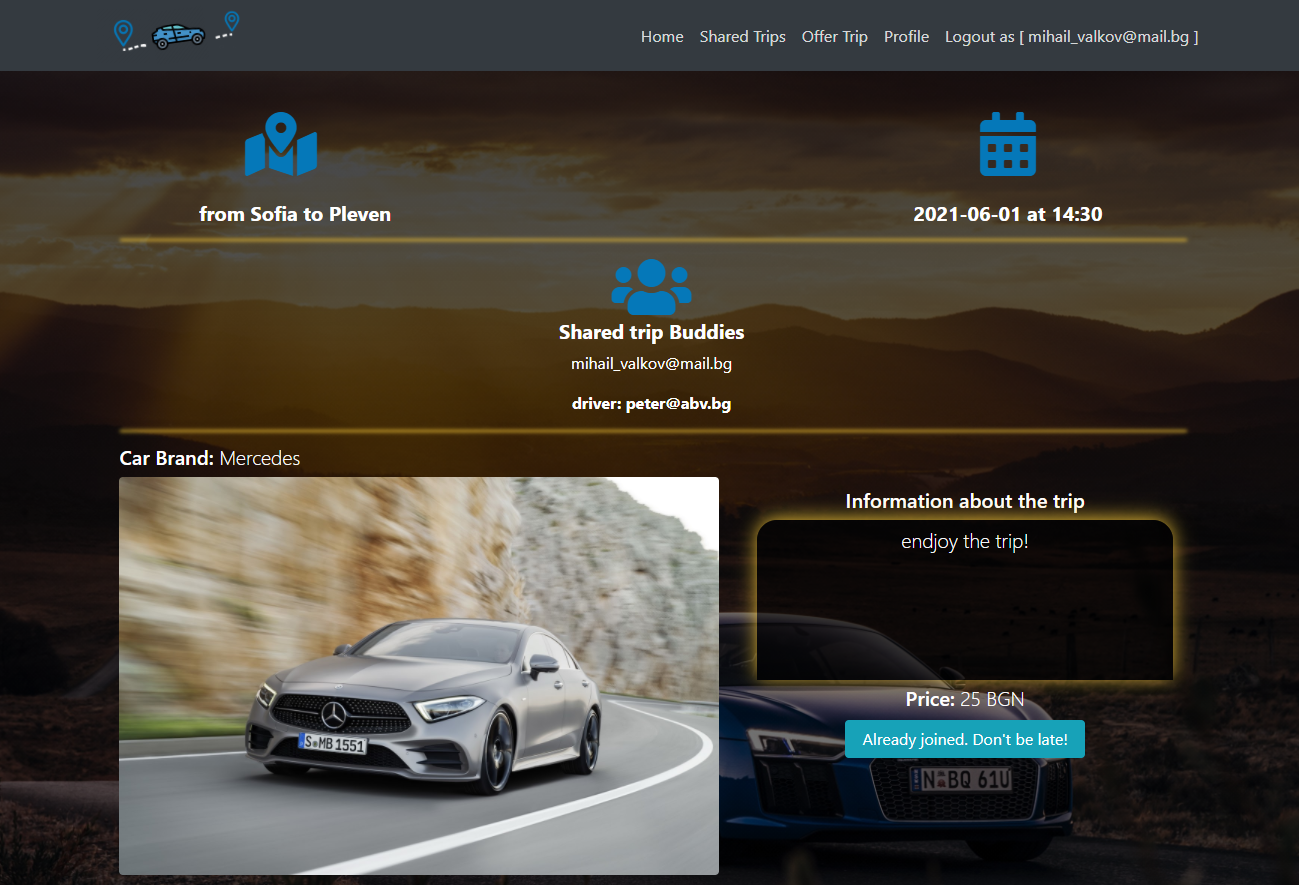 Home Shared Trips Offer Trip Profile Logout as [ mihail_valkov@mail.bg ]
from Sofia to Pleven
2021-06-01 at 14:30
Shared trip Buddies
mihail_valkov@mail.bg
driver: peter@abv.bg
Car Brand: Mercedes
S MB 1551
Information about the trip
endjoy the trip!
Price: 25 BGN
Already joined. Don't be late!
N BQ 61U